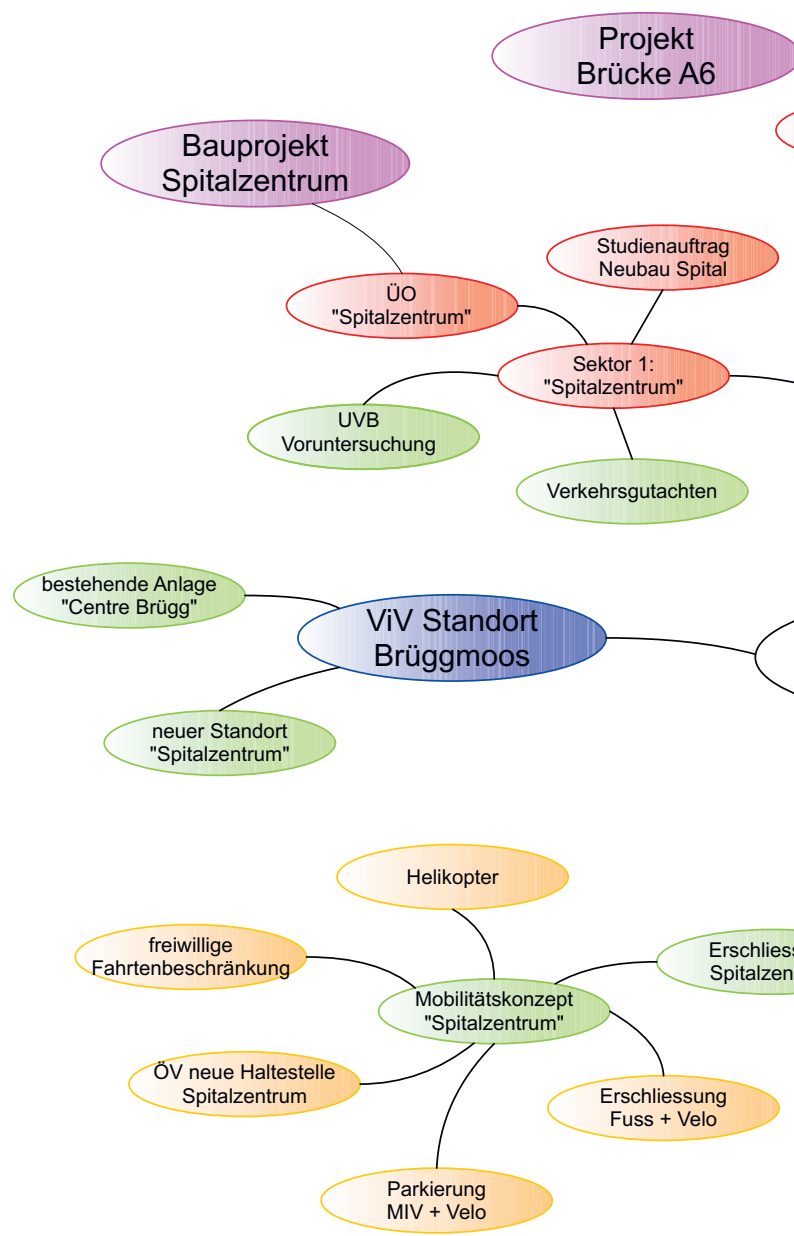 Projekt
Brücke A6
Bauprojekt
Spitalzentrum
Studienauftrag
Neubau Spital
ÜO
"Spitalzentrum"
Sektor 1:
"Spitalzentrum"
UVB
Voruntersuchung
Verkehrsgutachten
bestehende Anlage
"Centre Brügg"
ViV Standort
Brüggmoos
neuer Standort
"Spitalzentrum"
Helikopter
freiwillige
Fahrtenbeschränkung
Erschliess
Spitalzen
Mobilitätskonzept
"Spitalzentrum"
ÖV neue Haltestelle
Spitalzentrum
Erschliessung
Fuss + Velo
Parkierung
MIV + Velo